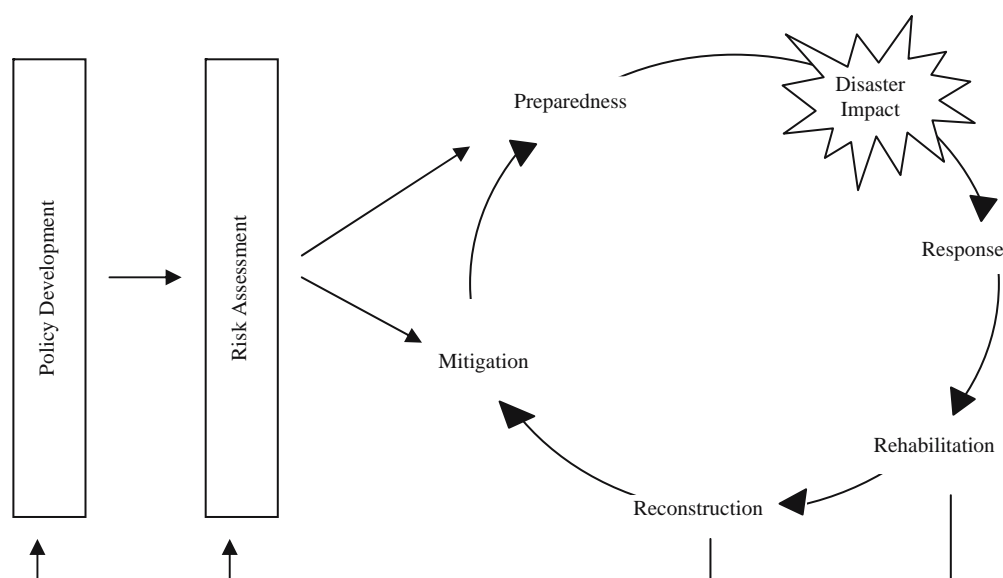 Policy Development
Risk Assessment
Preparedness
Disaster
Impact
Response
Mitigation
Rehabilitation
Reconstruction